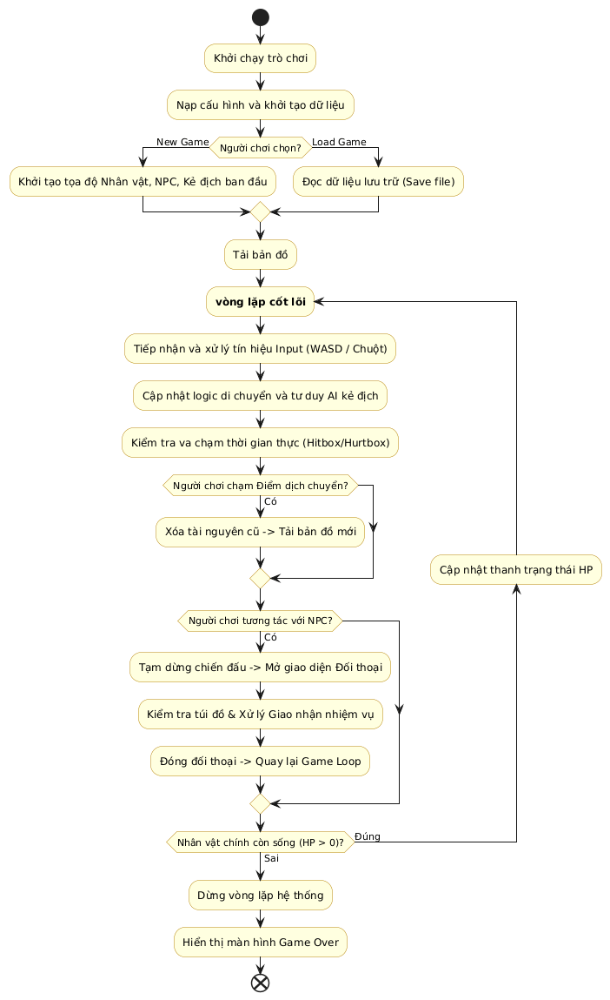 Khởi chạy trò chơi
Nạp cấu hình và khởi tạo dữ liệu
New Game
Người chơi chọn?
Load Game
Khởi tạo tọa độ Nhân vật, NPC, Kẻ địch ban đầu
Đọc dữ liệu lưu trữ (Save file)
Tải bản đồ
vòng lặp cốt lõi
Tiếp nhận và xử lý tín hiệu Input (WASD / Chuột)
Cập nhật logic di chuyển và tư duy AI kẻ địch
Kiểm tra va chạm thời gian thực (Hitbox/Hurtbox)
Người chơi chạm Điểm dịch chuyển?
Có
Xóa tài nguyên cũ -> Tải bản đồ mới
Cập nhật thanh trạng thái HP
Người chơi tương tác với NPC?
Có
Tạm dừng chiến đấu -> Mở giao diện Đối thoại
Kiểm tra túi đồ & Xử lý Giao nhận nhiệm vụ
Đóng đối thoại -> Quay lại Game Loop
Nhân vật chính còn sống (HP > 0)?
Đúng
Sai
Dừng vòng lặp hệ thống
Hiển thị màn hình Game Over